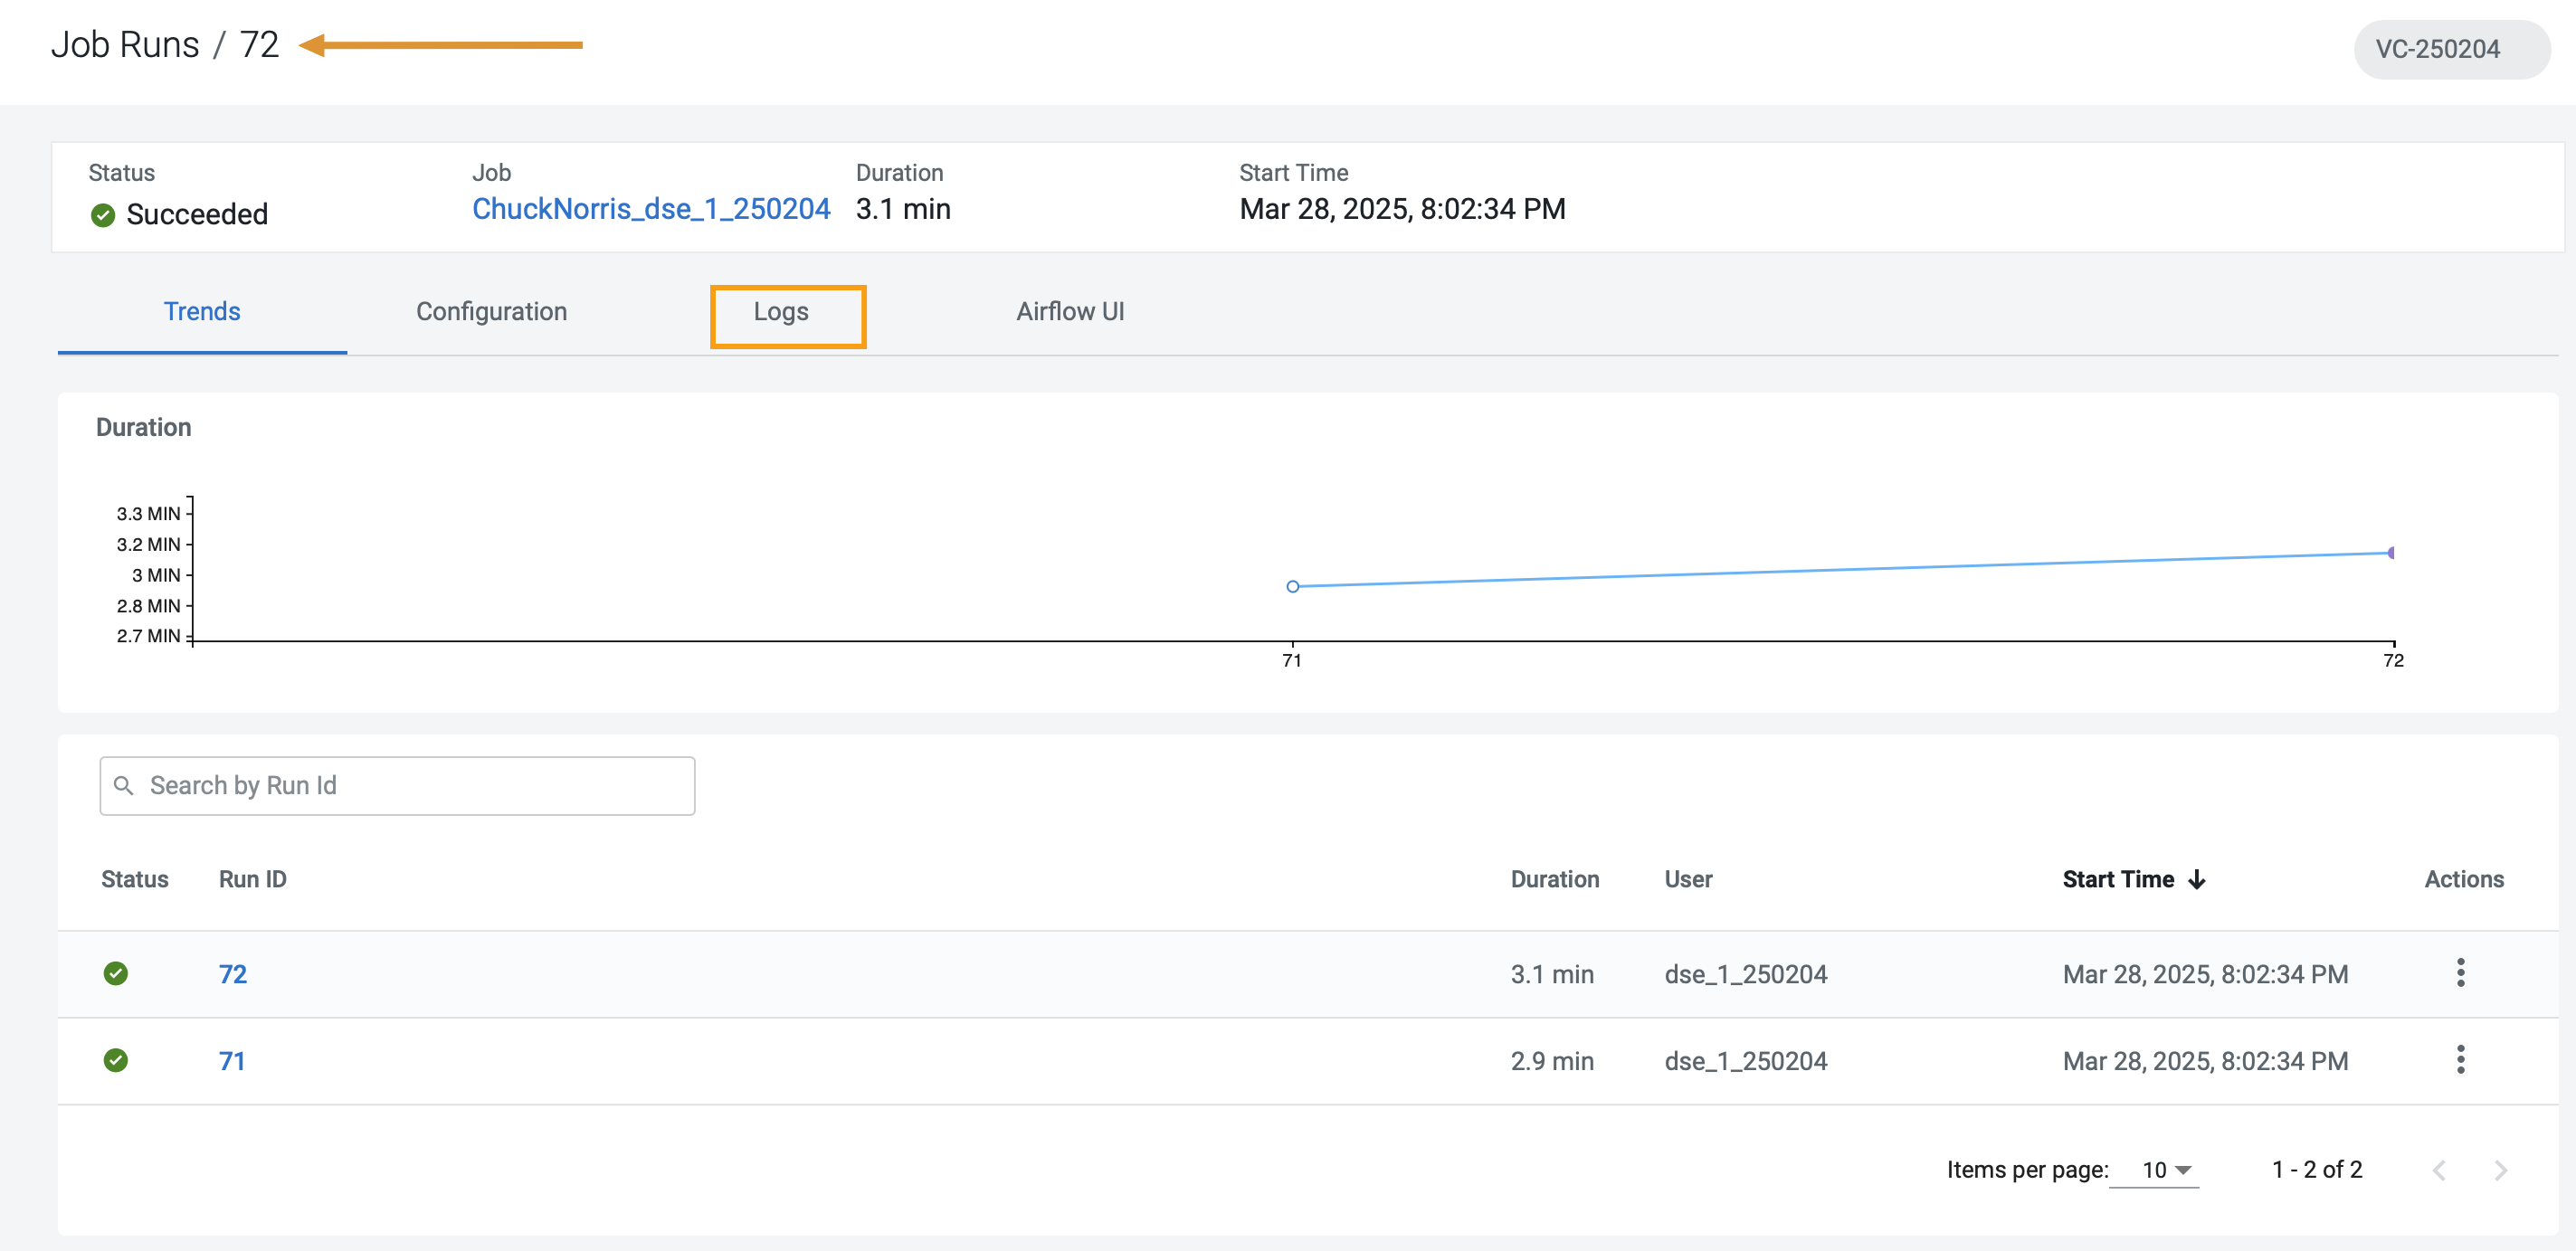 Job Runs / 72
VC-250204
Status
Job
Duration
Start Time
Succeeded
ChuckNorris_dse_1_250204
3.1 min
Mar 28, 2025, 8:02:34 PM
Trends
Configuration
Logs
Airflow UI
Duration
3.3 MIN
3.2 MIN
3 MIN
2.8 MIN
2.7 MIN
71
72
Search by Run Id
Status Run ID Duration User Start Time Actions
72 3.1 min dse_1_250204 Mar 28, 2025, 8:02:34 PM
71 2.9 min dse_1_250204 Mar 28, 2025, 8:02:34 PM
Items per page: 10 1 - 2 of 2